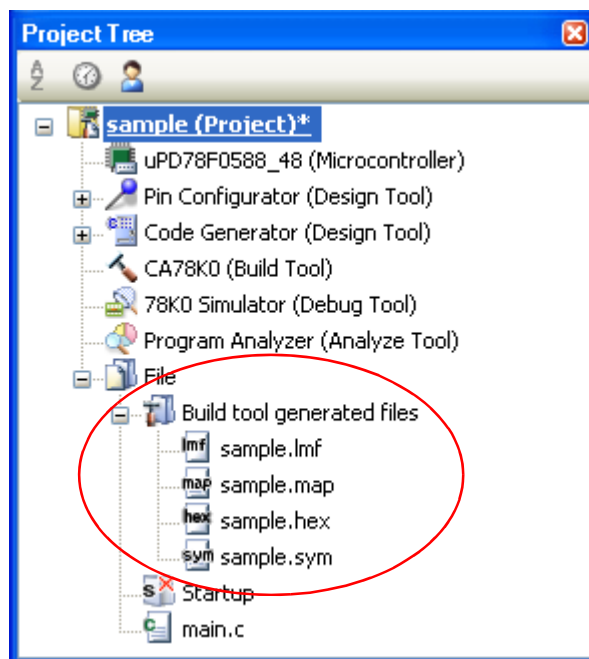 Project Tree
A
Z
sample (Project)*
uPD78F0588_48 (Microcontroller)
Pin Configurator (Design Tool)
Code Generator (Design Tool)
CA78K0 (Build Tool)
78K0 Simulator (Debug Tool)
Program Analyzer (Analyze Tool)
File
Build tool generated files
lmf sample.lmf
map sample.map
hex sample.hex
sym sample.sym
s Startup
c main.c